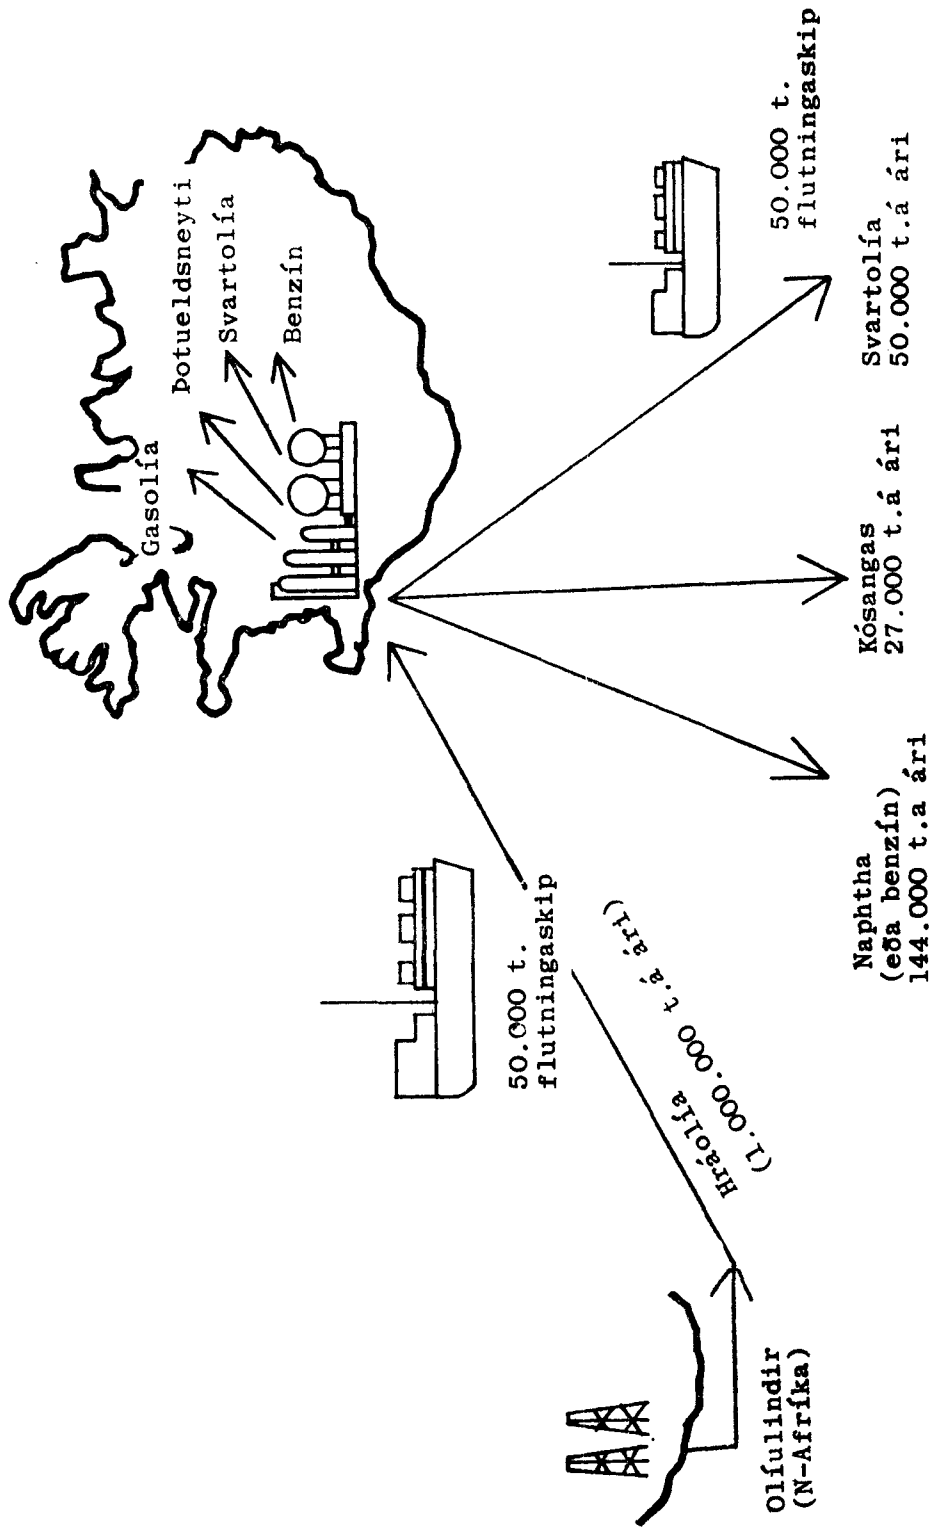 Gasolía
Þotueldsneyti
Svartolía
Benzín
50.000 t.
flutningaskip
50.000 t.
flutningaskip
Hráolía
(1.000.000 t.á ári)
Olíulindir
(N-Afríka)
Naphtha
(eða benzín)
144.000 t.a ári
Kósangas
27.000 t.á ári
Svartolía
50.000 t.á ári